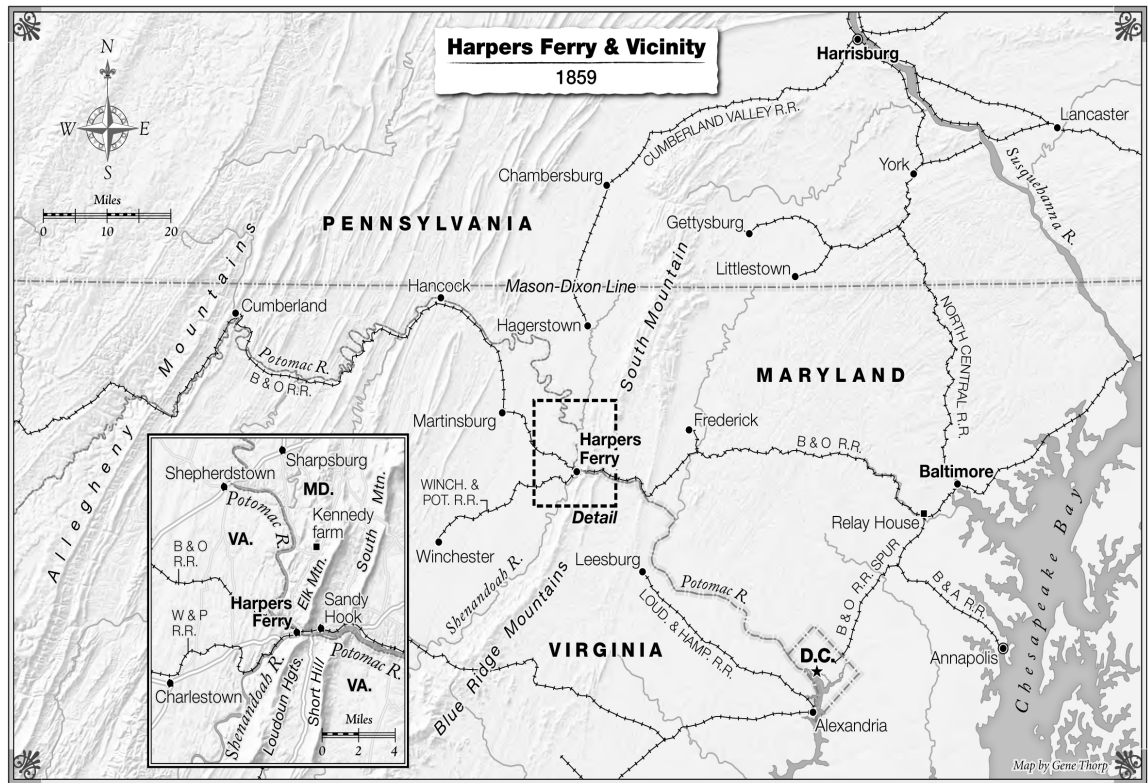 Harpers Ferry & Vicinity
1859
N
W
E
S
Miles
0 10 20
Harrisburg
Lancaster
CUMBERLAND VALLEY R.R.
York
Susquehanna R.
Chambersburg
PENNSYLVANIA
Gettysburg
Littlestown
Mason-Dixon Line
Hancock
Cumberland
Hagerstown
South Mountain
NORTH CENTRAL R.R.
Allegheny Mountains
Potomac R.
B & O R.R.
MARYLAND
Martinsburg
Frederick
B & O R.R.
Harpers
Ferry
Baltimore
WINCH. &
POT. R.R.
Detail
Relay House
Winchester
Shenandoah R.
Leesburg
Potomac R.
B & O R.R. SPUR
B & A R.R.
LOUD. & HAMP. R.R.
Blue Ridge Mountains
VIRGINIA
D.C.
Annapolis
Alexandria
Chesapeake Bay
Sharpsburg
Shepherdstown
MD.
Potomac R.
Kennedy
farm
South Mtn.
VA.
B & O
R.R.
Elk Mtn.
Harpers
Ferry
Sandy
Hook
W & P
R.R.
Potomac R.
Charlestown
Shenandoah R.
Loudoun Hgts.
Short Hill
VA.
Miles
0 2 4
Map by Gene Thorp